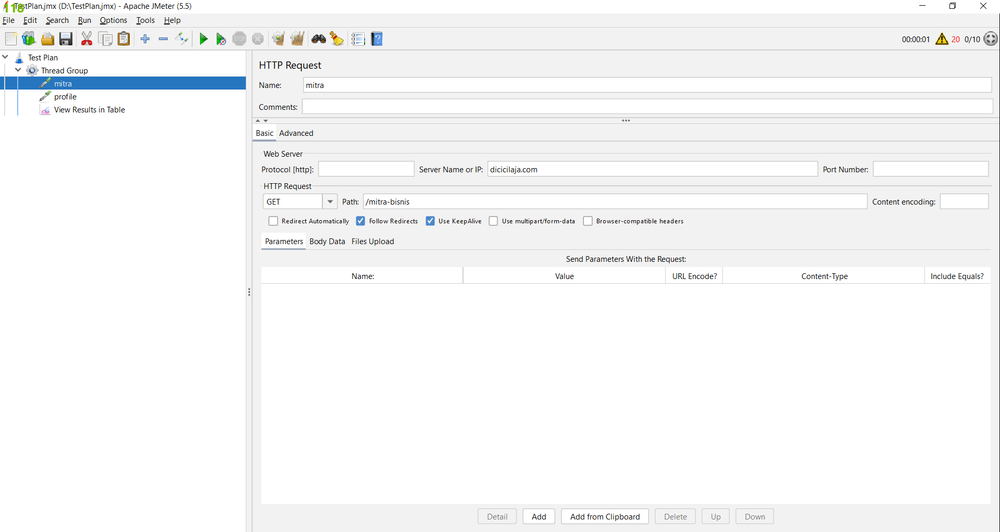 118
TestPlan.jmx (D:\TestPlan.jmx) - Apache JMeter (5.5)
File Edit Search Run Options Tools Help
STOP
00:00:01 20 0/10
Test Plan
Thread Group
mitra
profile
View Results in Table
HTTP Request
Name: mitra
Comments:
Basic Advanced
Web Server
Protocol [http]: Server Name or IP: dicicilaja.com Port Number:
HTTP Request
GET Path: /mitra-bisnis Content encoding:
Redirect Automatically Follow Redirects Use KeepAlive Use multipart/form-data Browser-compatible headers
Parameters Body Data Files Upload
Send Parameters With the Request:
Name: Value URL Encode? Content-Type Include Equals?
Detail Add Add from Clipboard Delete Up Down